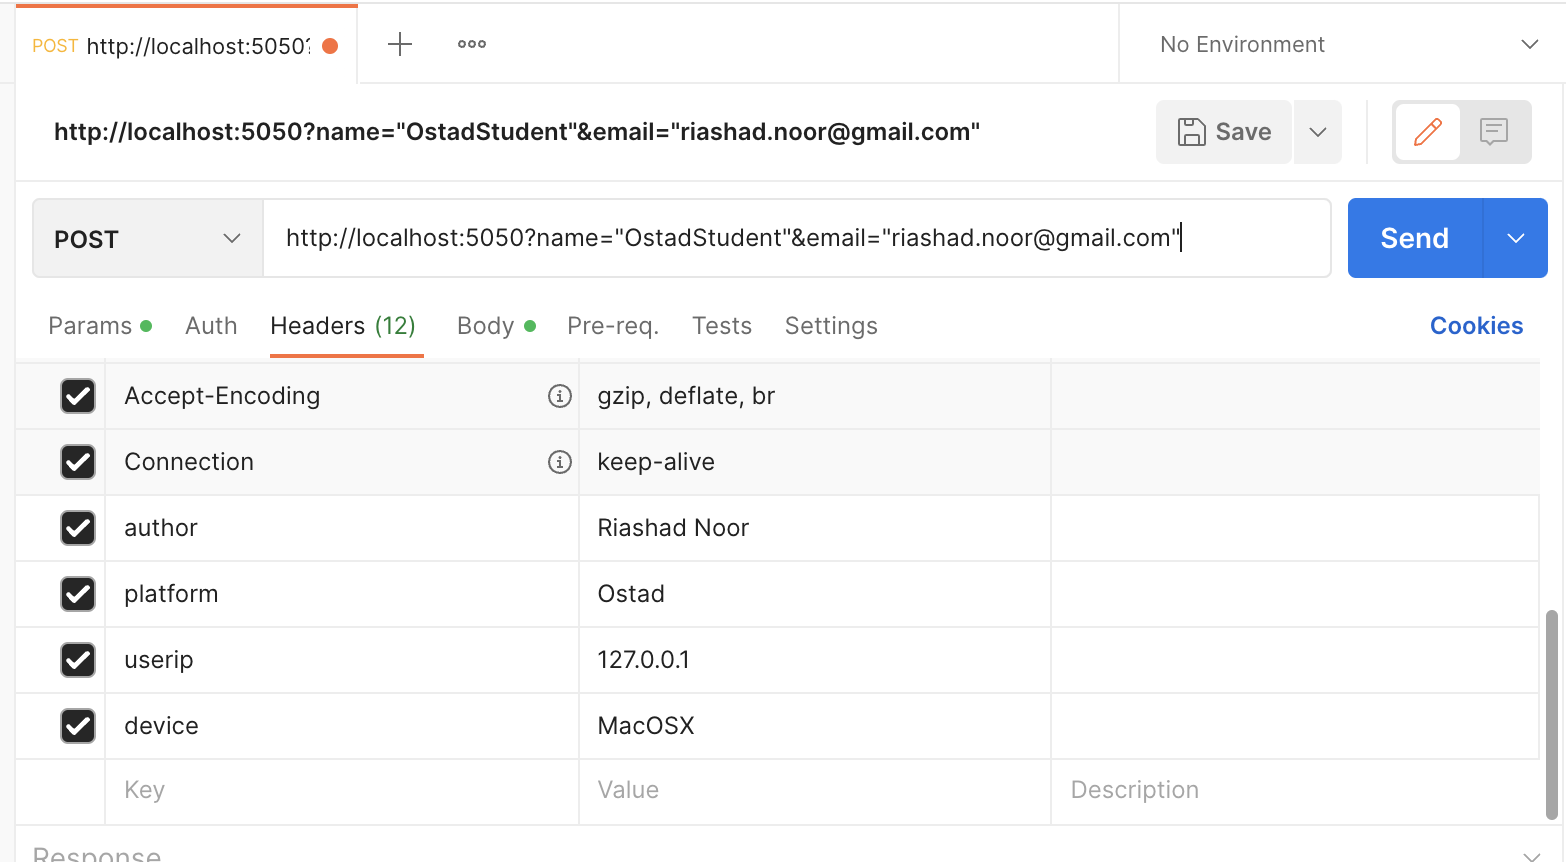 POST http://localhost:5050?
No Environment
http://localhost:5050?name="OstadStudent"&email="riashad.noor@gmail.com"
Save
POST
http://localhost:5050?name="OstadStudent"&email="riashad.noor@gmail.com"
Send
Params Auth Headers (12) Body Pre-req. Tests Settings Cookies
Accept-Encoding gzip, deflate, br
Connection keep-alive
author Riashad Noor
platform Ostad
userip 127.0.0.1
device MacOSX
Key Value Description
Response